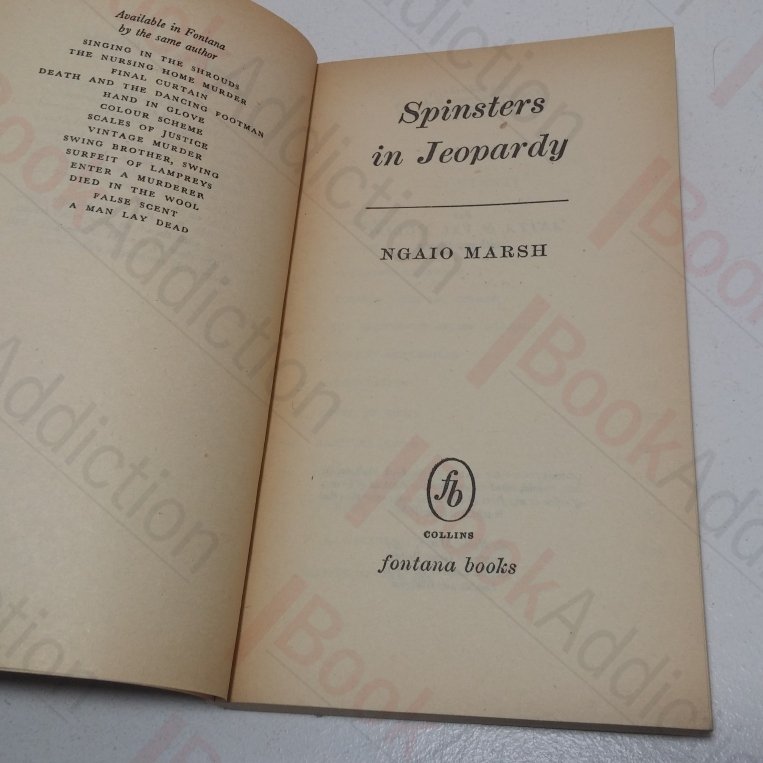 Available in Fontana
by the same author
SINGING IN THE SHROUDS
THE NURSING HOME MURDER
FINAL CURTAIN
DEATH AND THE DANCING FOOTMAN
HAND IN GLOVE
COLOUR SCHEME
SCALES OF JUSTICE
VINTAGE MURDER
SWING BROTHER, SWING
SURFEIT OF LAMPREYS
ENTER A MURDERER
DIED IN THE WOOL
FALSE SCENT
A MAN LAY DEAD
Spinsters
in Jeopardy
NGAIO MARSH
fb
COLLINS
fontana books
BookAddiction